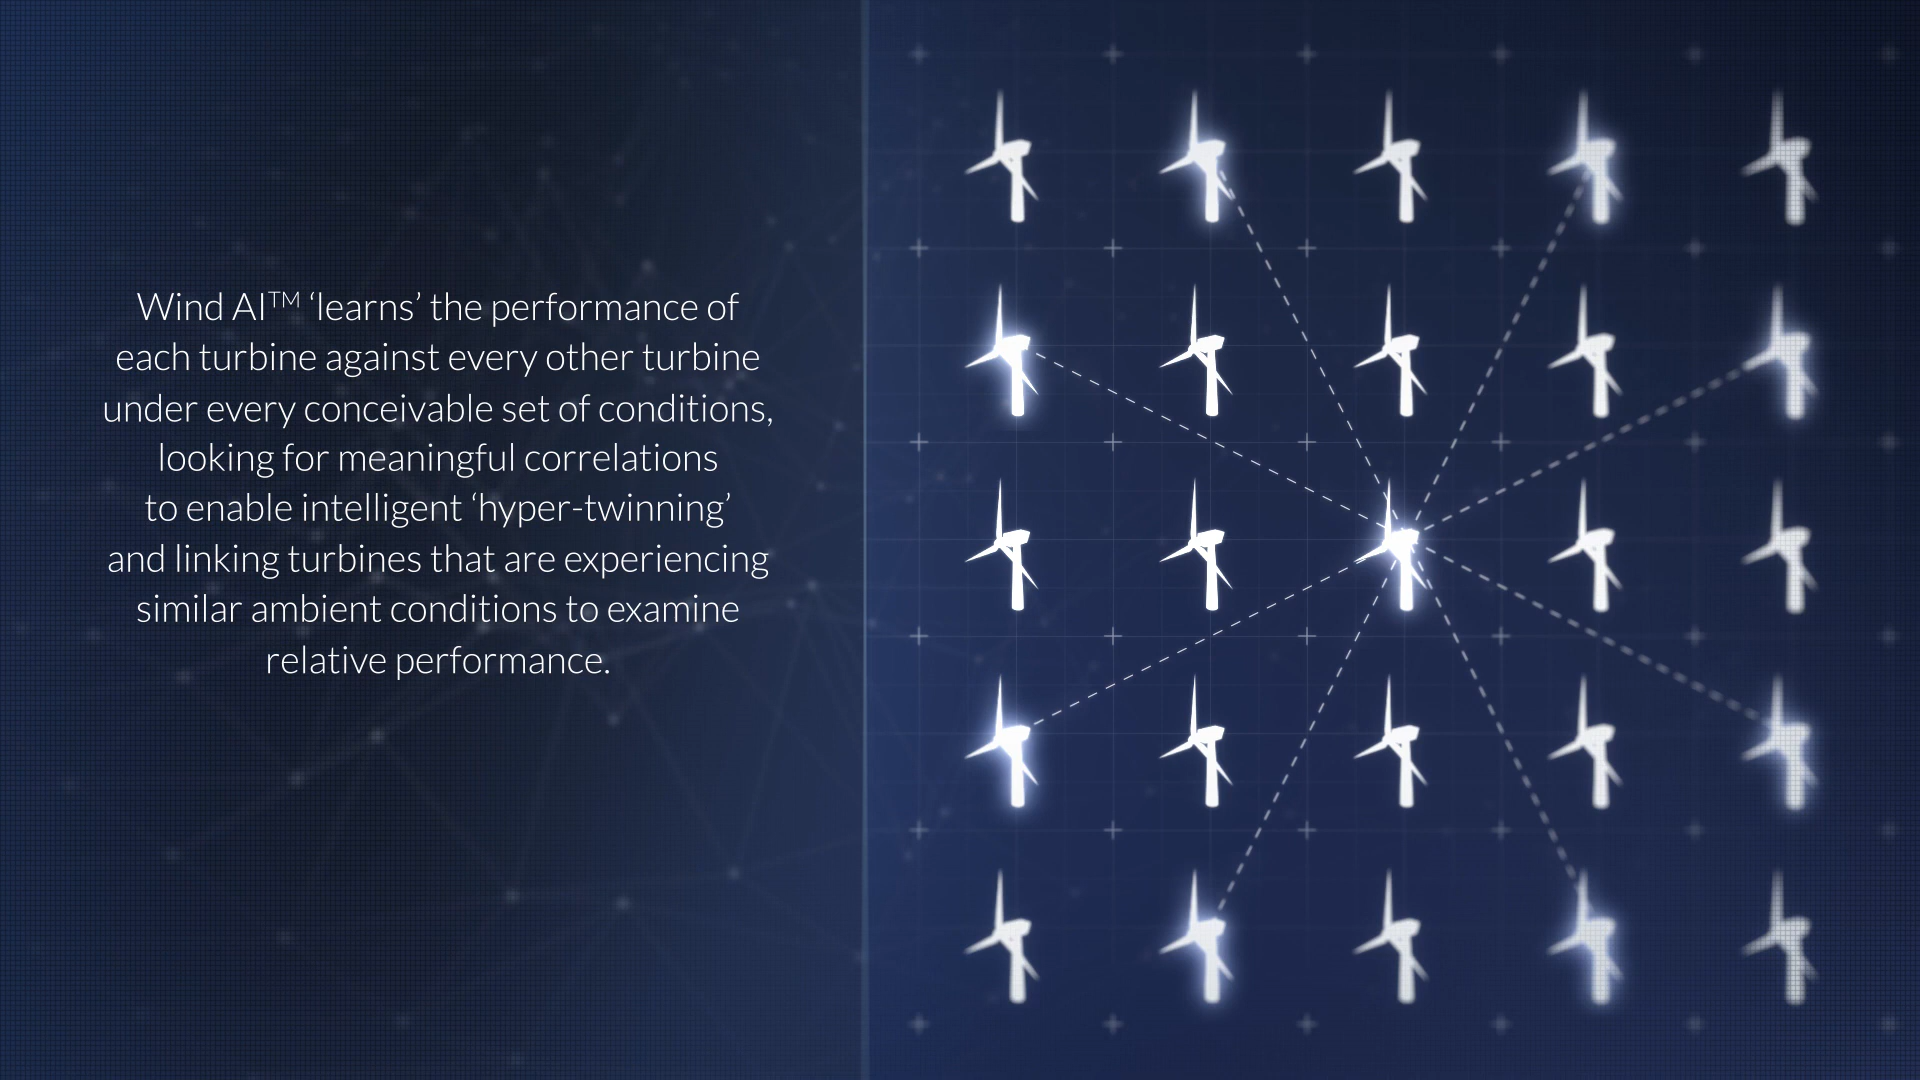 Wind AI™ ‘learns’ the performance of
each turbine against every other turbine
under every conceivable set of conditions,
looking for meaningful correlations
to enable intelligent ‘hyper-twinning’
and linking turbines that are experiencing
similar ambient conditions to examine
relative performance.